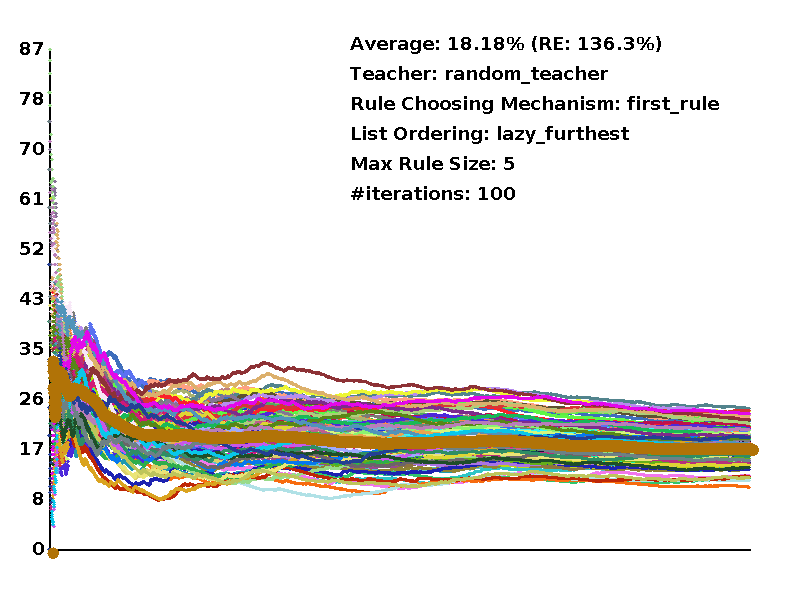 87
Average: 18.18% (RE: 136.3%)
Teacher: random_teacher
78
Rule Choosing Mechanism: first_rule
List Ordering: lazy_furthest
70
Max Rule Size: 5
61
#iterations: 100
52
43
35
26
17
8
0